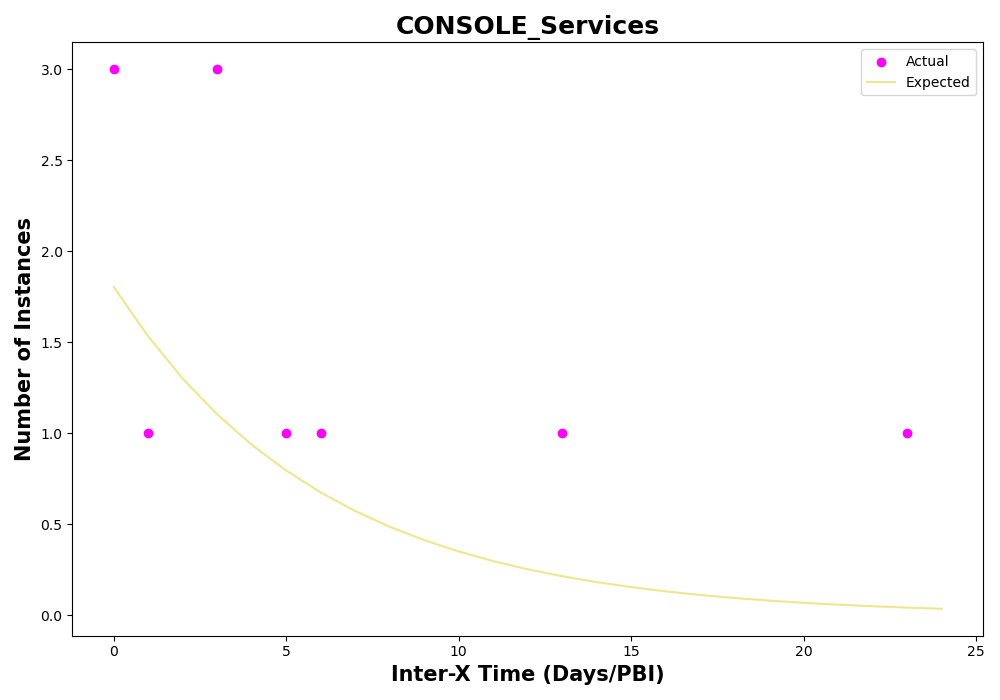 CONSOLE_Services
Actual
Expected
3.0
2.5
2.0
1.5
1.0
0.5
0.0
Number of Instances
0 5 10 15 20 25
Inter-X Time (Days/PBI)